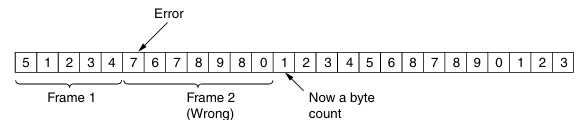 Error
5 1 2 3 4 7 6 7 8 9 8 0 1 2 3 4 5 6 8 7 8 9 0 1 2 3
Frame 1 Frame 2 Now a byte
(Wrong) count